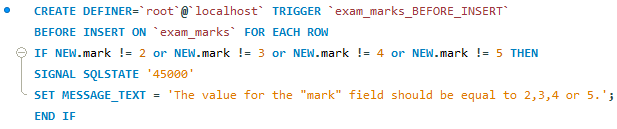 CREATE DEFINER=`root`@`localhost` TRIGGER `exam_marks_BEFORE_INSERT`
BEFORE INSERT ON `exam_marks` FOR EACH ROW
IF NEW.mark != 2 or NEW.mark != 3 or NEW.mark != 4 or NEW.mark != 5 THEN
SIGNAL SQLSTATE '45000'
SET MESSAGE_TEXT = 'The value for the "mark" field should be equal to 2,3,4 or 5.';
END IF